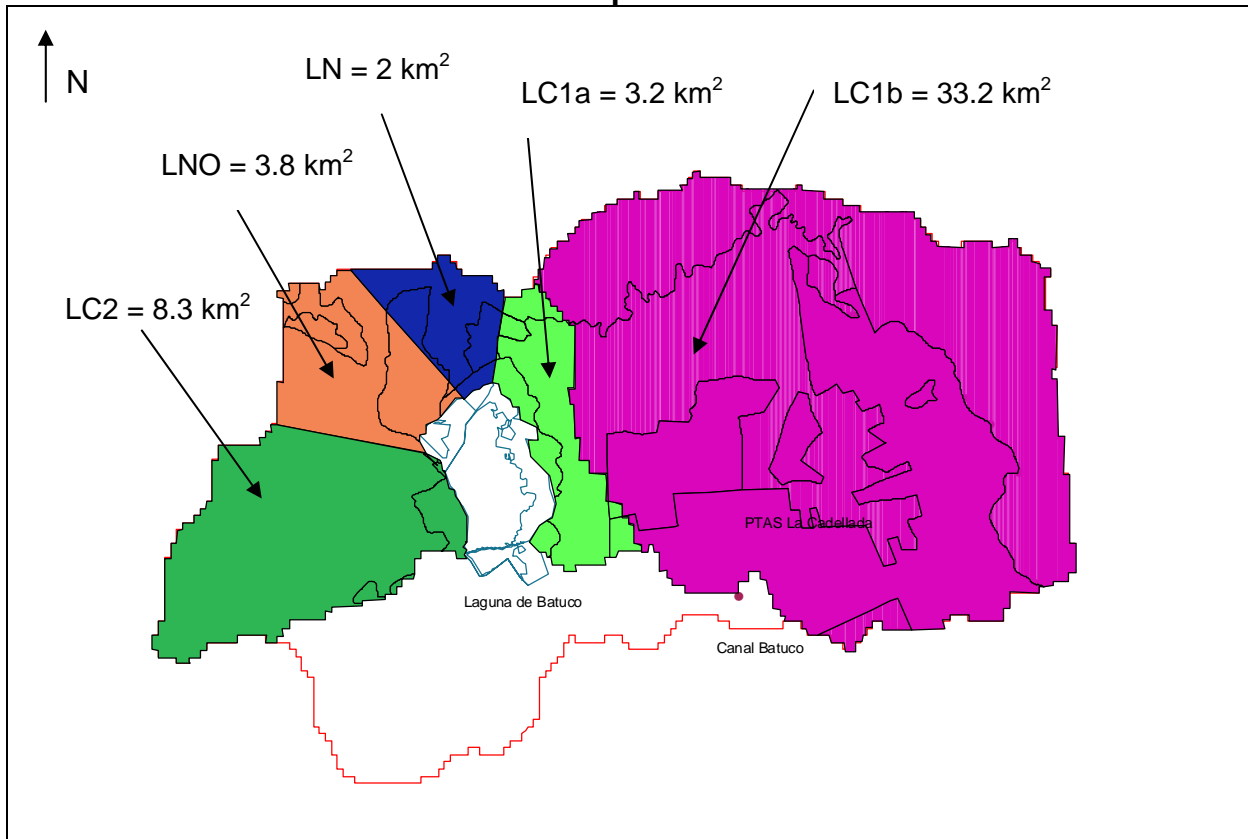 N
LN = 2 km²
LC1a = 3.2 km²
LC1b = 33.2 km²
LNO = 3.8 km²
LC2 = 8.3 km²
PTAS La Cadellada
Laguna de Batuco
Canal Batuco